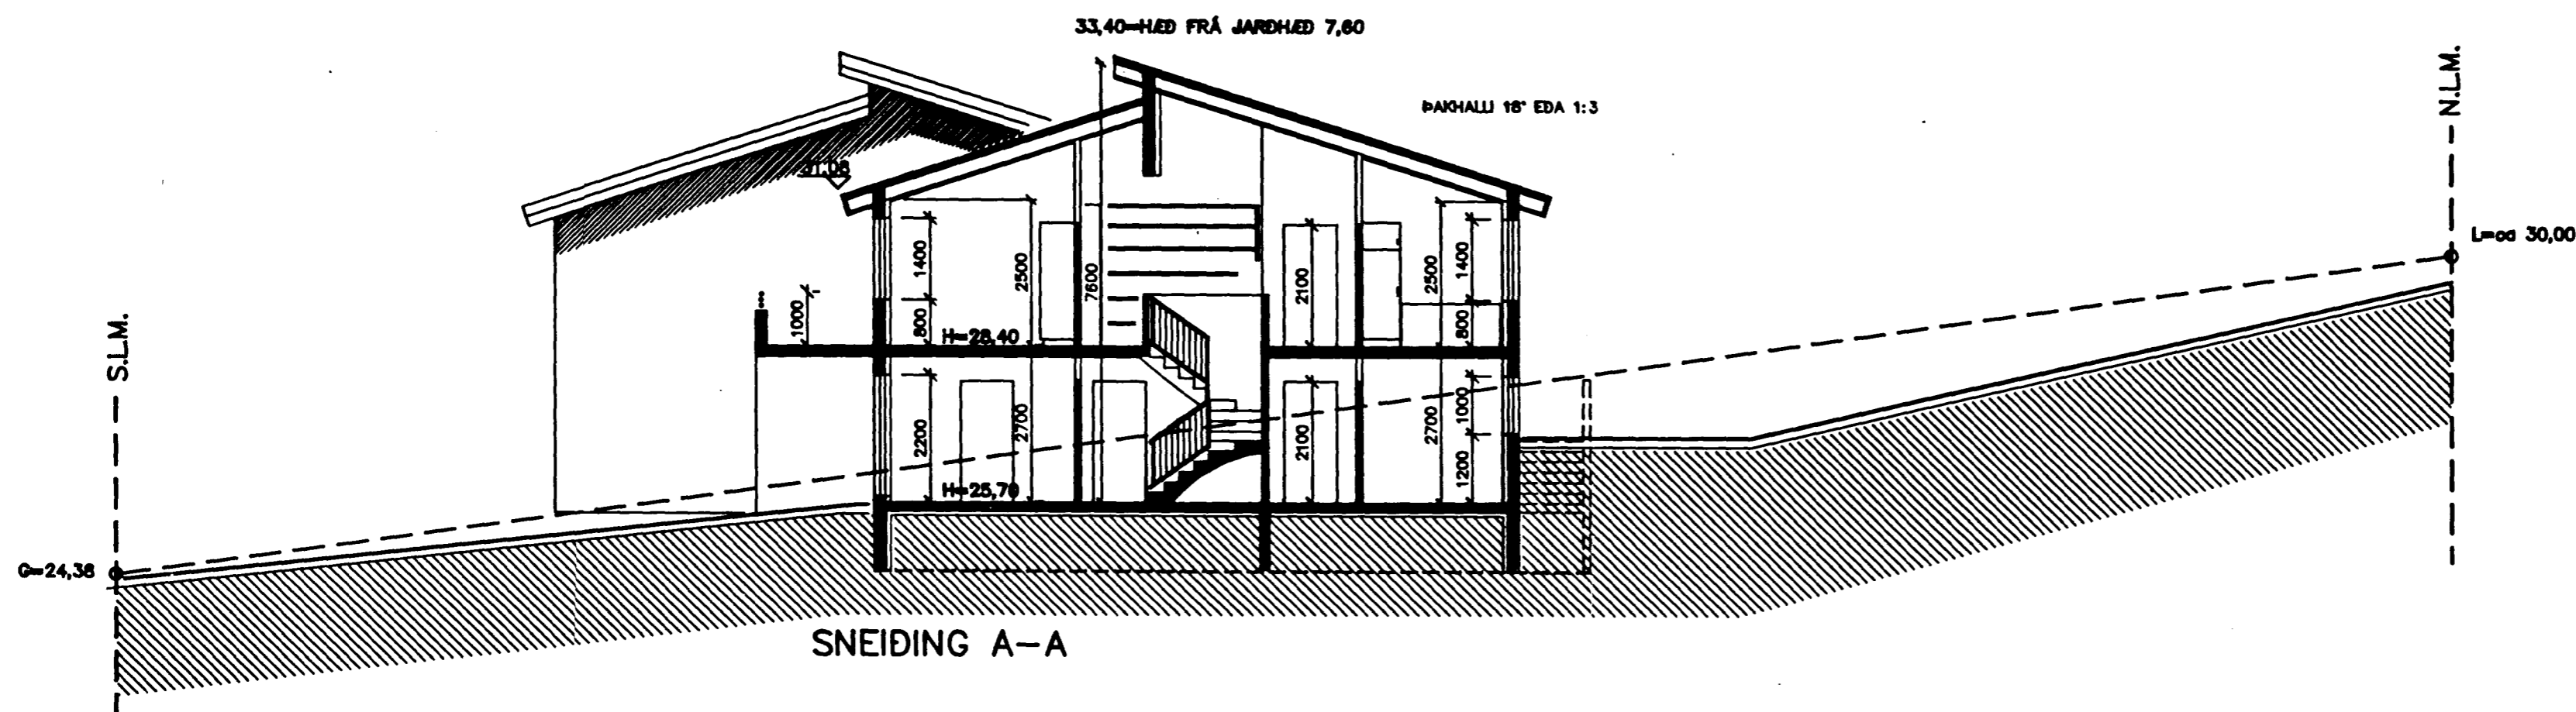 33,40=HÆÐ FRÁ JARÐHÆÐ 7,60
ÞAKHALLI 18° EÐA 1:3
N.L.M.
31.08
L=ca 30,00
1400
2500
7600
2100
2500
1400
1000
800
H=28,40
800
S.L.M.
2200
2700
2100
2700
1000
1200
H=25,70
G=24,38
SNEIÐING A-A